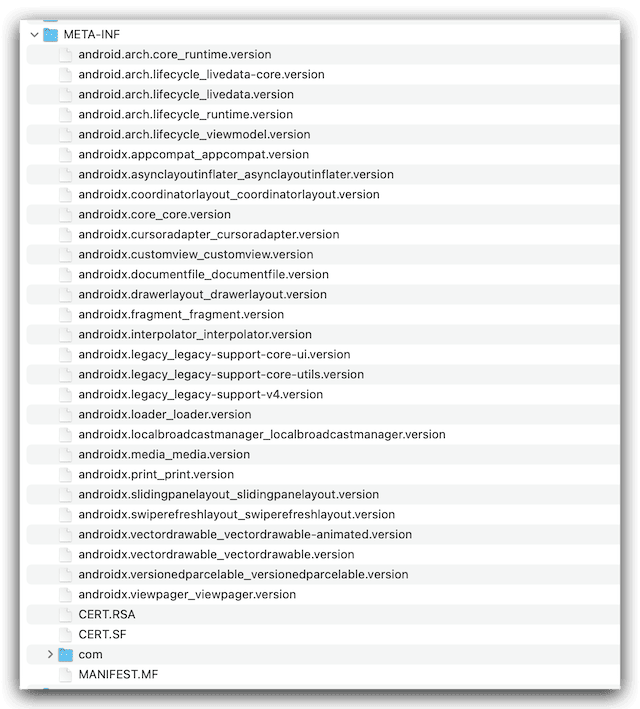 META-INF
android.arch.core_runtime.version
android.arch.lifecycle_livedata-core.version
android.arch.lifecycle_livedata.version
android.arch.lifecycle_runtime.version
android.arch.lifecycle_viewmodel.version
androidx.appcompat_appcompat.version
androidx.asynclayoutinflater_asynclayoutinflater.version
androidx.coordinatorlayout_coordinatorlayout.version
androidx.core_core.version
androidx.cursoradapter_cursoradapter.version
androidx.customview_customview.version
androidx.documentfile_documentfile.version
androidx.drawerlayout_drawerlayout.version
androidx.fragment_fragment.version
androidx.interpolator_interpolator.version
androidx.legacy_legacy-support-core-ui.version
androidx.legacy_legacy-support-core-utils.version
androidx.legacy_legacy-support-v4.version
androidx.loader_loader.version
androidx.localbroadcastmanager_localbroadcastmanager.version
androidx.media_media.version
androidx.print_print.version
androidx.slidingpanelayout_slidingpanelayout.version
androidx.swiperefreshlayout_swiperefreshlayout.version
androidx.vectordrawable_vectordrawable-animated.version
androidx.vectordrawable_vectordrawable.version
androidx.versionedparcelable_versionedparcelable.version
androidx.viewpager_viewpager.version
CERT.RSA
CERT.SF
com
MANIFEST.MF